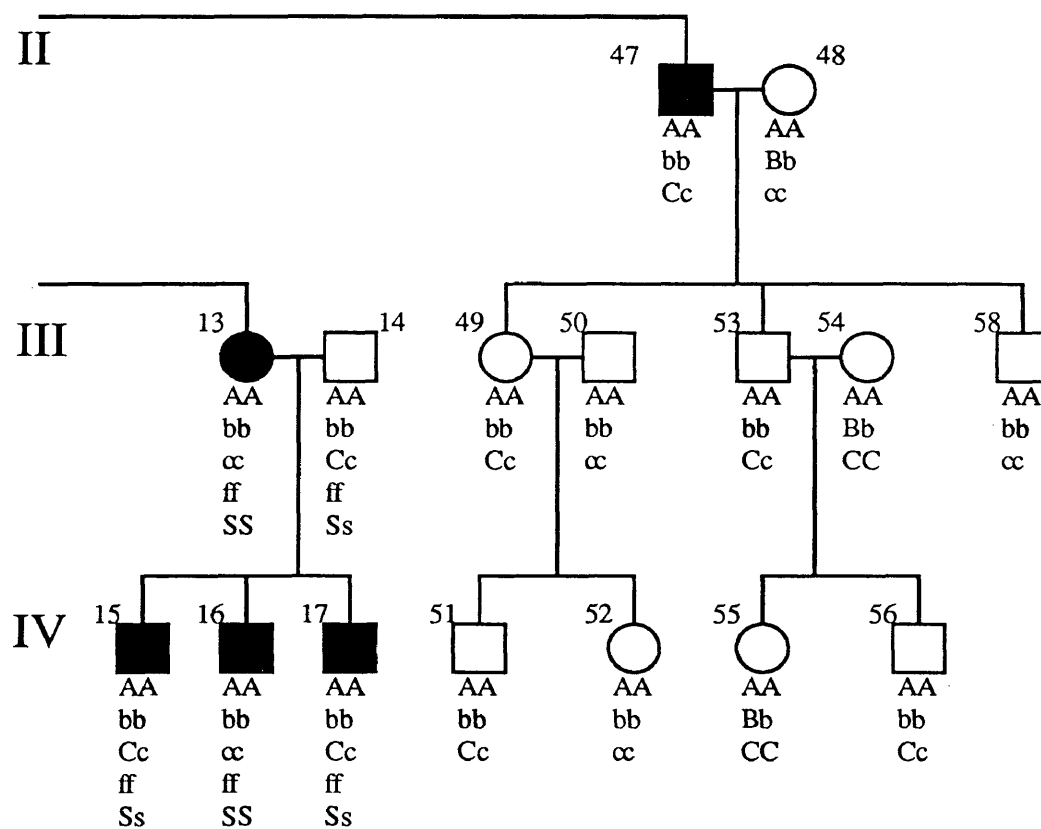 II
47 48
AA AA
bb Bb
Cc cc
III
13 14 49 50 53 54 58
AA AA AA AA AA AA AA
bb bb bb bb bb Bb bb
cc Cc Cc cc Cc CC cc
ff ff
SS Ss
IV
15 16 17 51 52 55 56
AA AA AA AA AA AA AA
bb bb bb bb bb Bb bb
Cc cc Cc Cc cc CC Cc
ff ff ff
Ss SS Ss